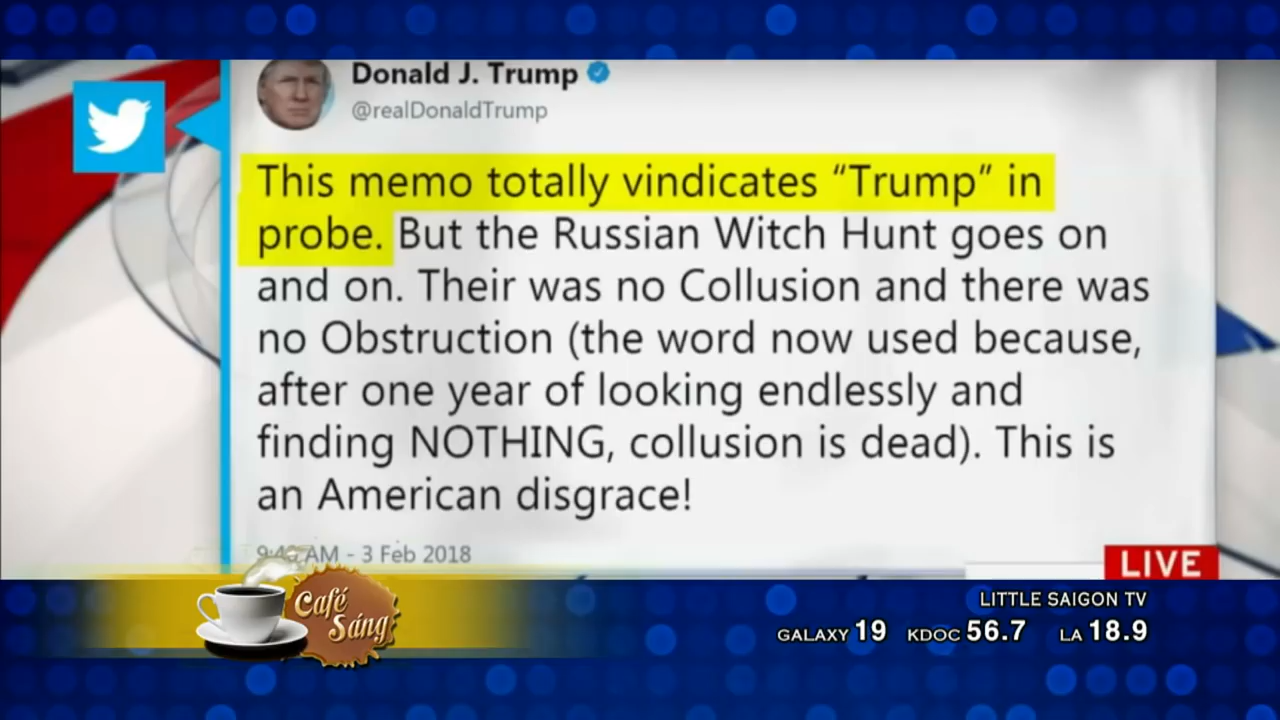 Donald J. Trump
@realDonaldTrump
This memo totally vindicates “Trump” in
probe. But the Russian Witch Hunt goes on
and on. Their was no Collusion and there was
no Obstruction (the word now used because,
after one year of looking endlessly and
finding NOTHING, collusion is dead). This is
an American disgrace!
AM - 3 Feb 2018
LIVE
Café
Sáng
LITTLE SAIGON TV
GALAXY 19 KDOC 56.7 LA 18.9